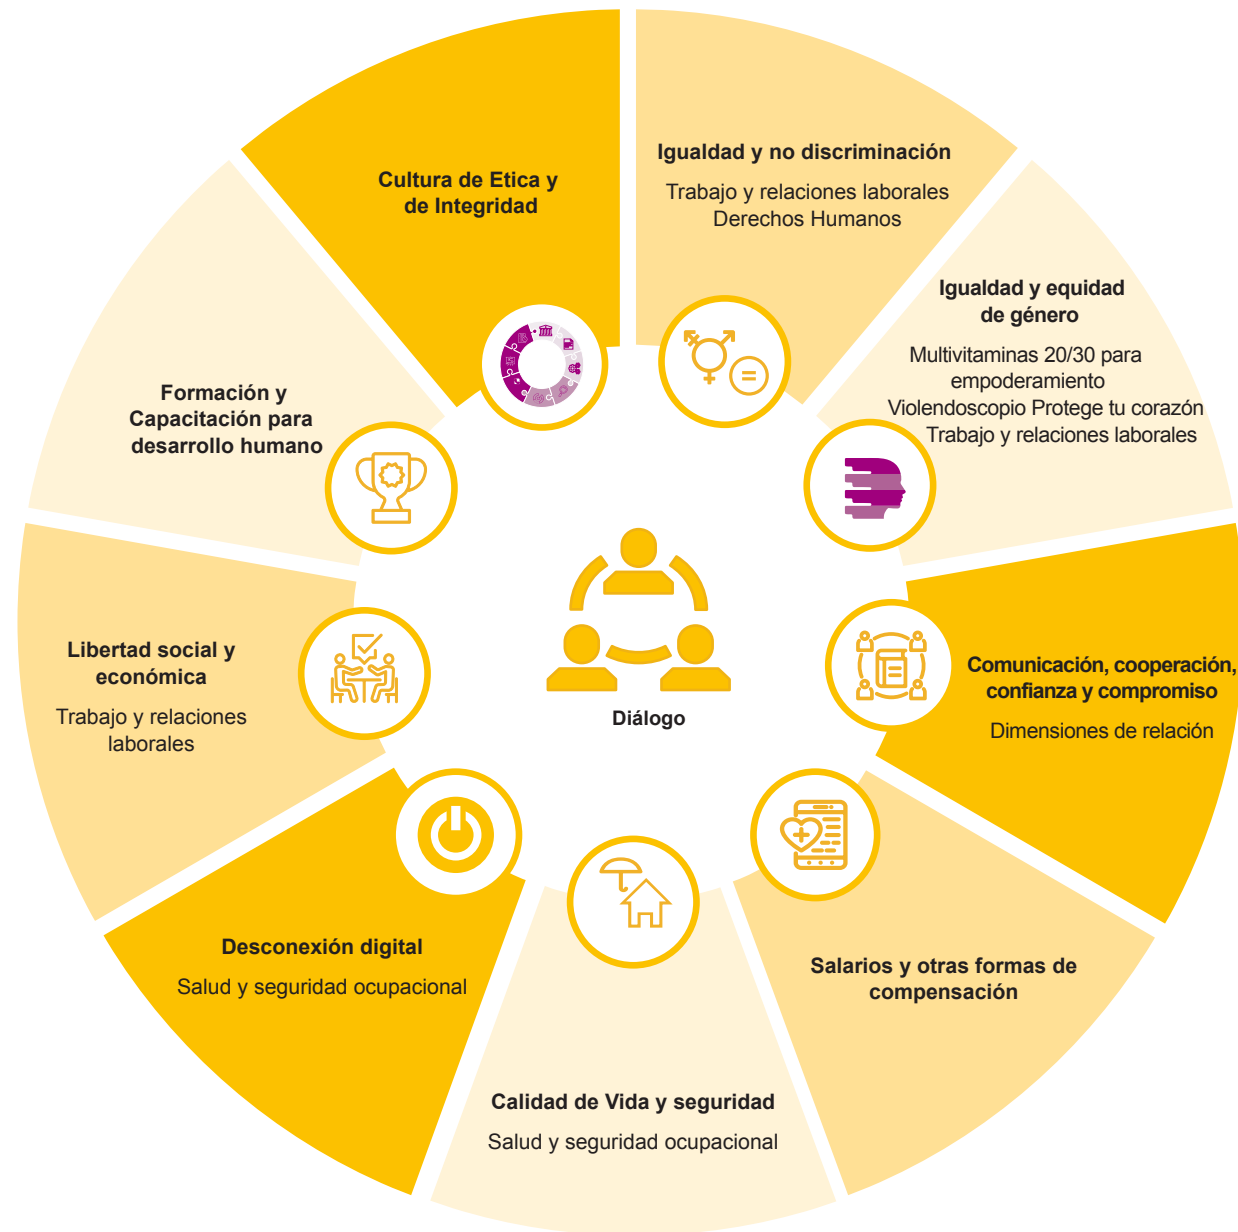 Cultura de Etica y
de Integridad
Igualdad y no discriminación
Trabajo y relaciones laborales
Derechos Humanos
Igualdad y equidad
de género
Multivitaminas 20/30 para
empoderamiento
Violendoscopio Protege tu corazón
Trabajo y relaciones laborales
Comunicación, cooperación,
confianza y compromiso
Dimensiones de relación
Salarios y otras formas de
compensación
Calidad de Vida y seguridad
Salud y seguridad ocupacional
Desconexión digital
Salud y seguridad ocupacional
Libertad social y
económica
Trabajo y relaciones
laborales
Formación y
Capacitación para
desarrollo humano
Diálogo